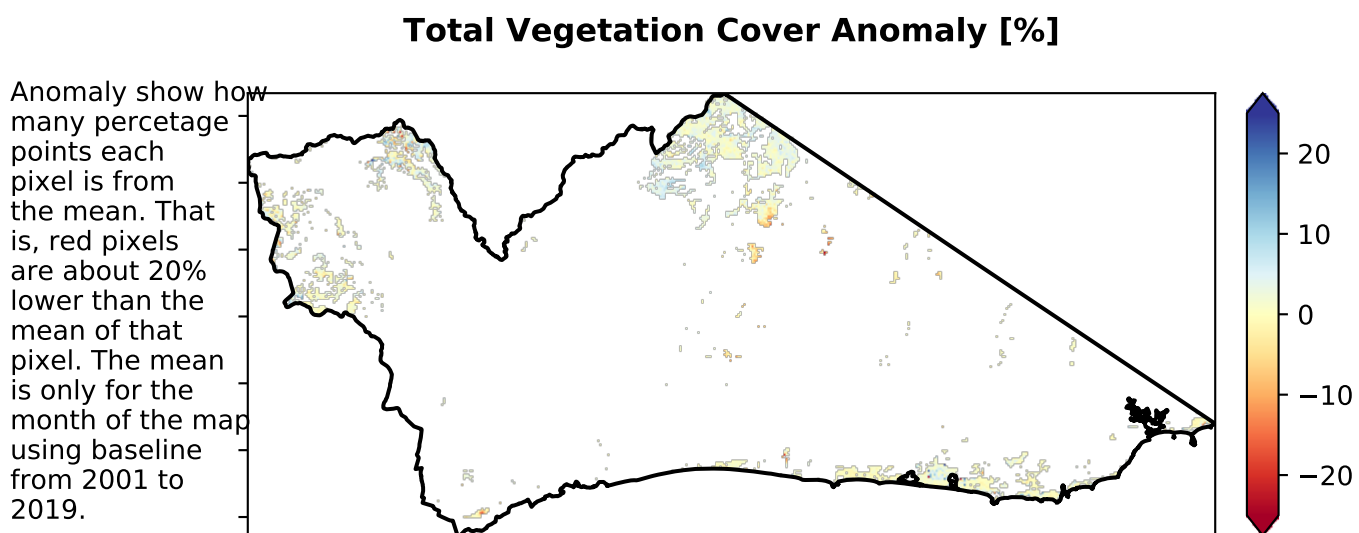 Total Vegetation Cover Anomaly [%]
Anomaly show how
many percetage
points each
pixel is from
the mean. That
is, red pixels
are about 20%
lower than the
mean of that
pixel. The mean
is only for the
month of the map
using baseline
from 2001 to
2019.
20
10
0
−10
−20